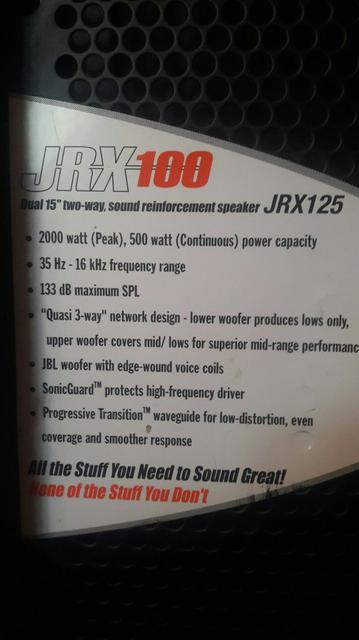 JRX100
Dual 15" two-way, sound reinforcement speaker JRX125
• 2000 watt (Peak), 500 watt (Continuous) power capacity
• 35 Hz - 16 kHz frequency range
• 133 dB maximum SPL
• "Quasi 3-way" network design - lower woofer produces lows only,
upper woofer covers mid/ lows for superior mid-range performanc
• JBL woofer with edge-wound voice coils
• SonicGuard™ protects high-frequency driver
• Progressive Transition™ waveguide for low-distortion, even
coverage and smoother response
All the Stuff You Need to Sound Great!
None of the Stuff You Don't